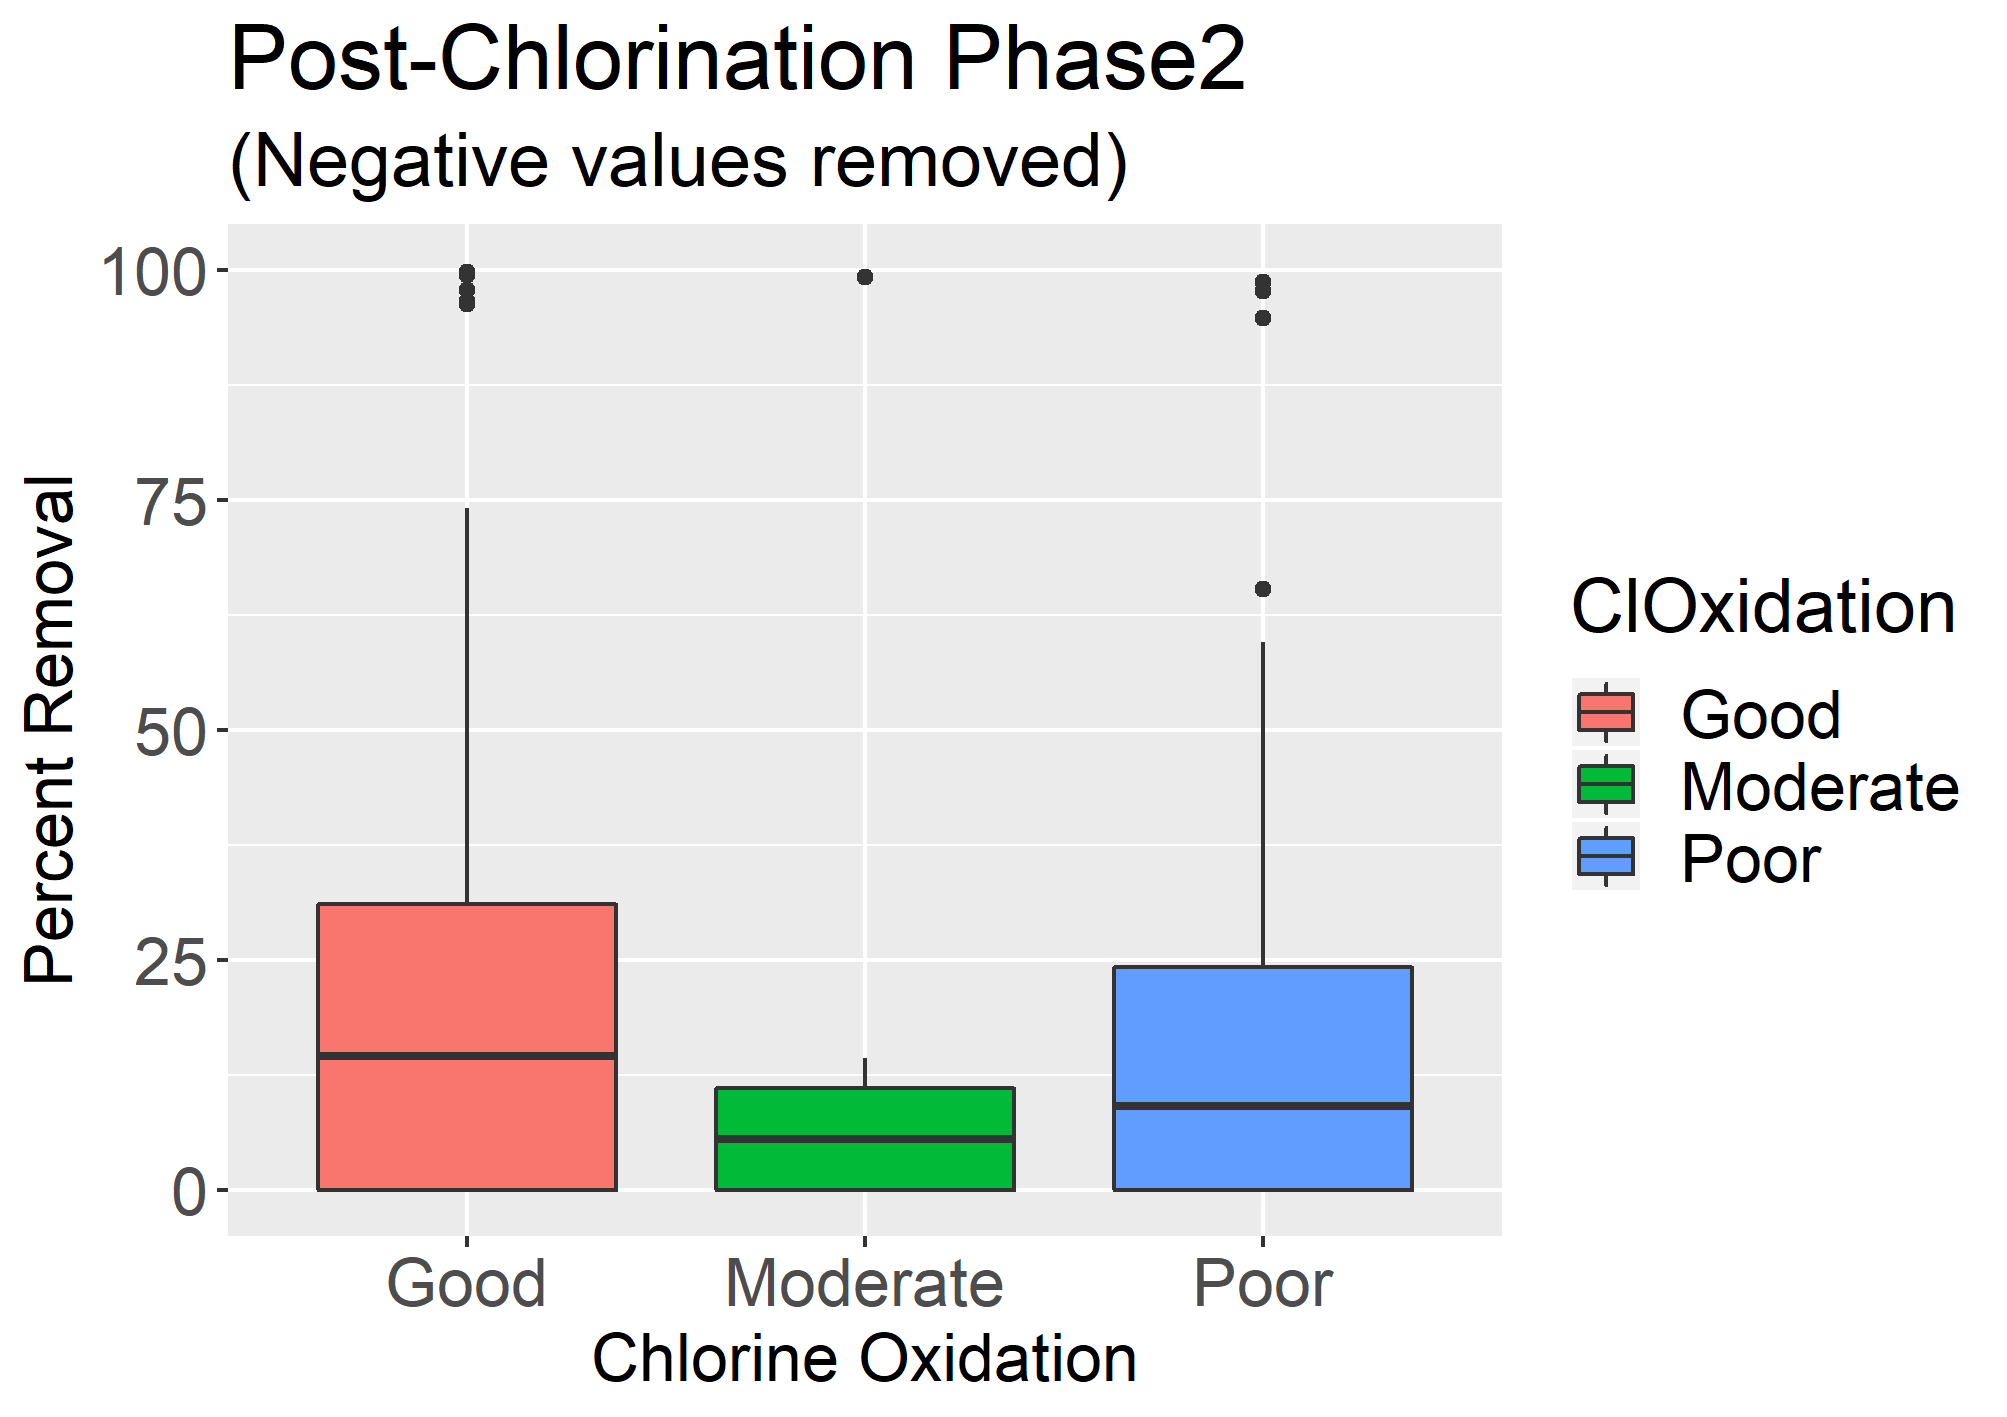 Post-Chlorination Phase2
(Negative values removed)
100
75
50
25
0
Percent Removal
Good
Moderate
Poor
Chlorine Oxidation
ClOxidation
Good
Moderate
Poor